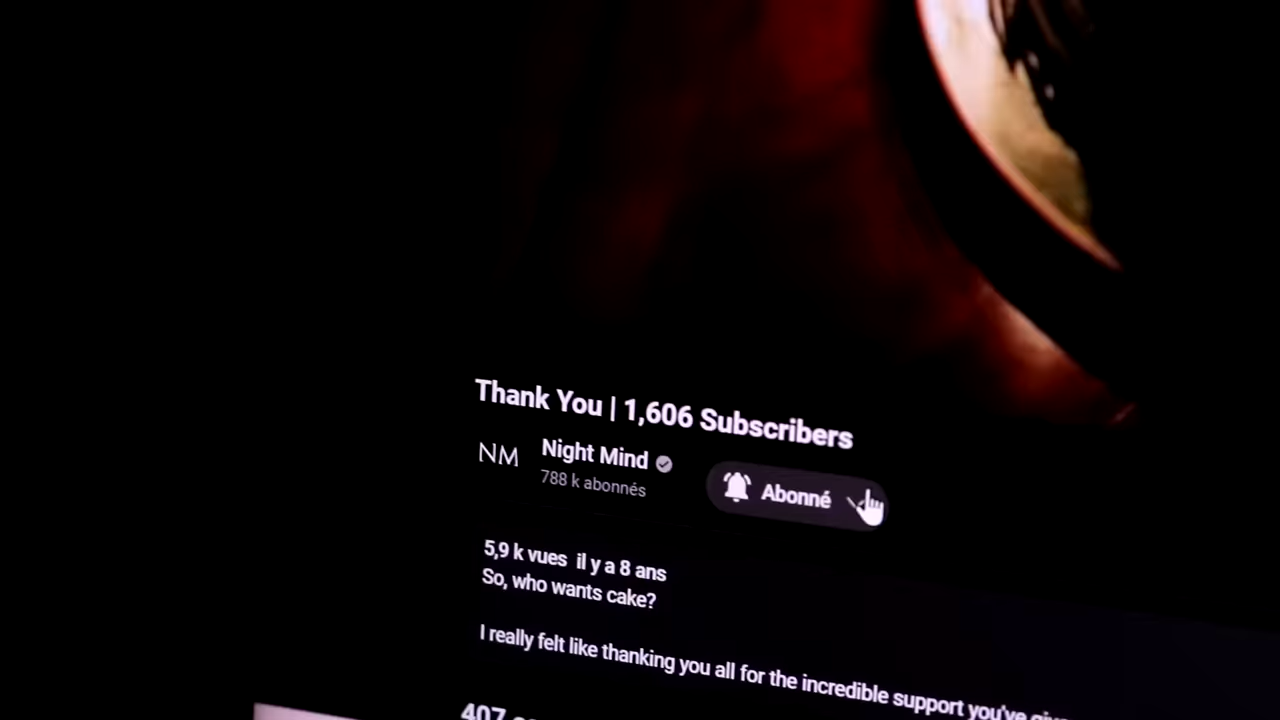 Thank You | 1,606 Subscribers
NM
Night Mind
788 k abonnés
Abonné
5,9 k vues il y a 8 ans
So, who wants cake?
I really felt like thanking you all for the incredible support you've
407